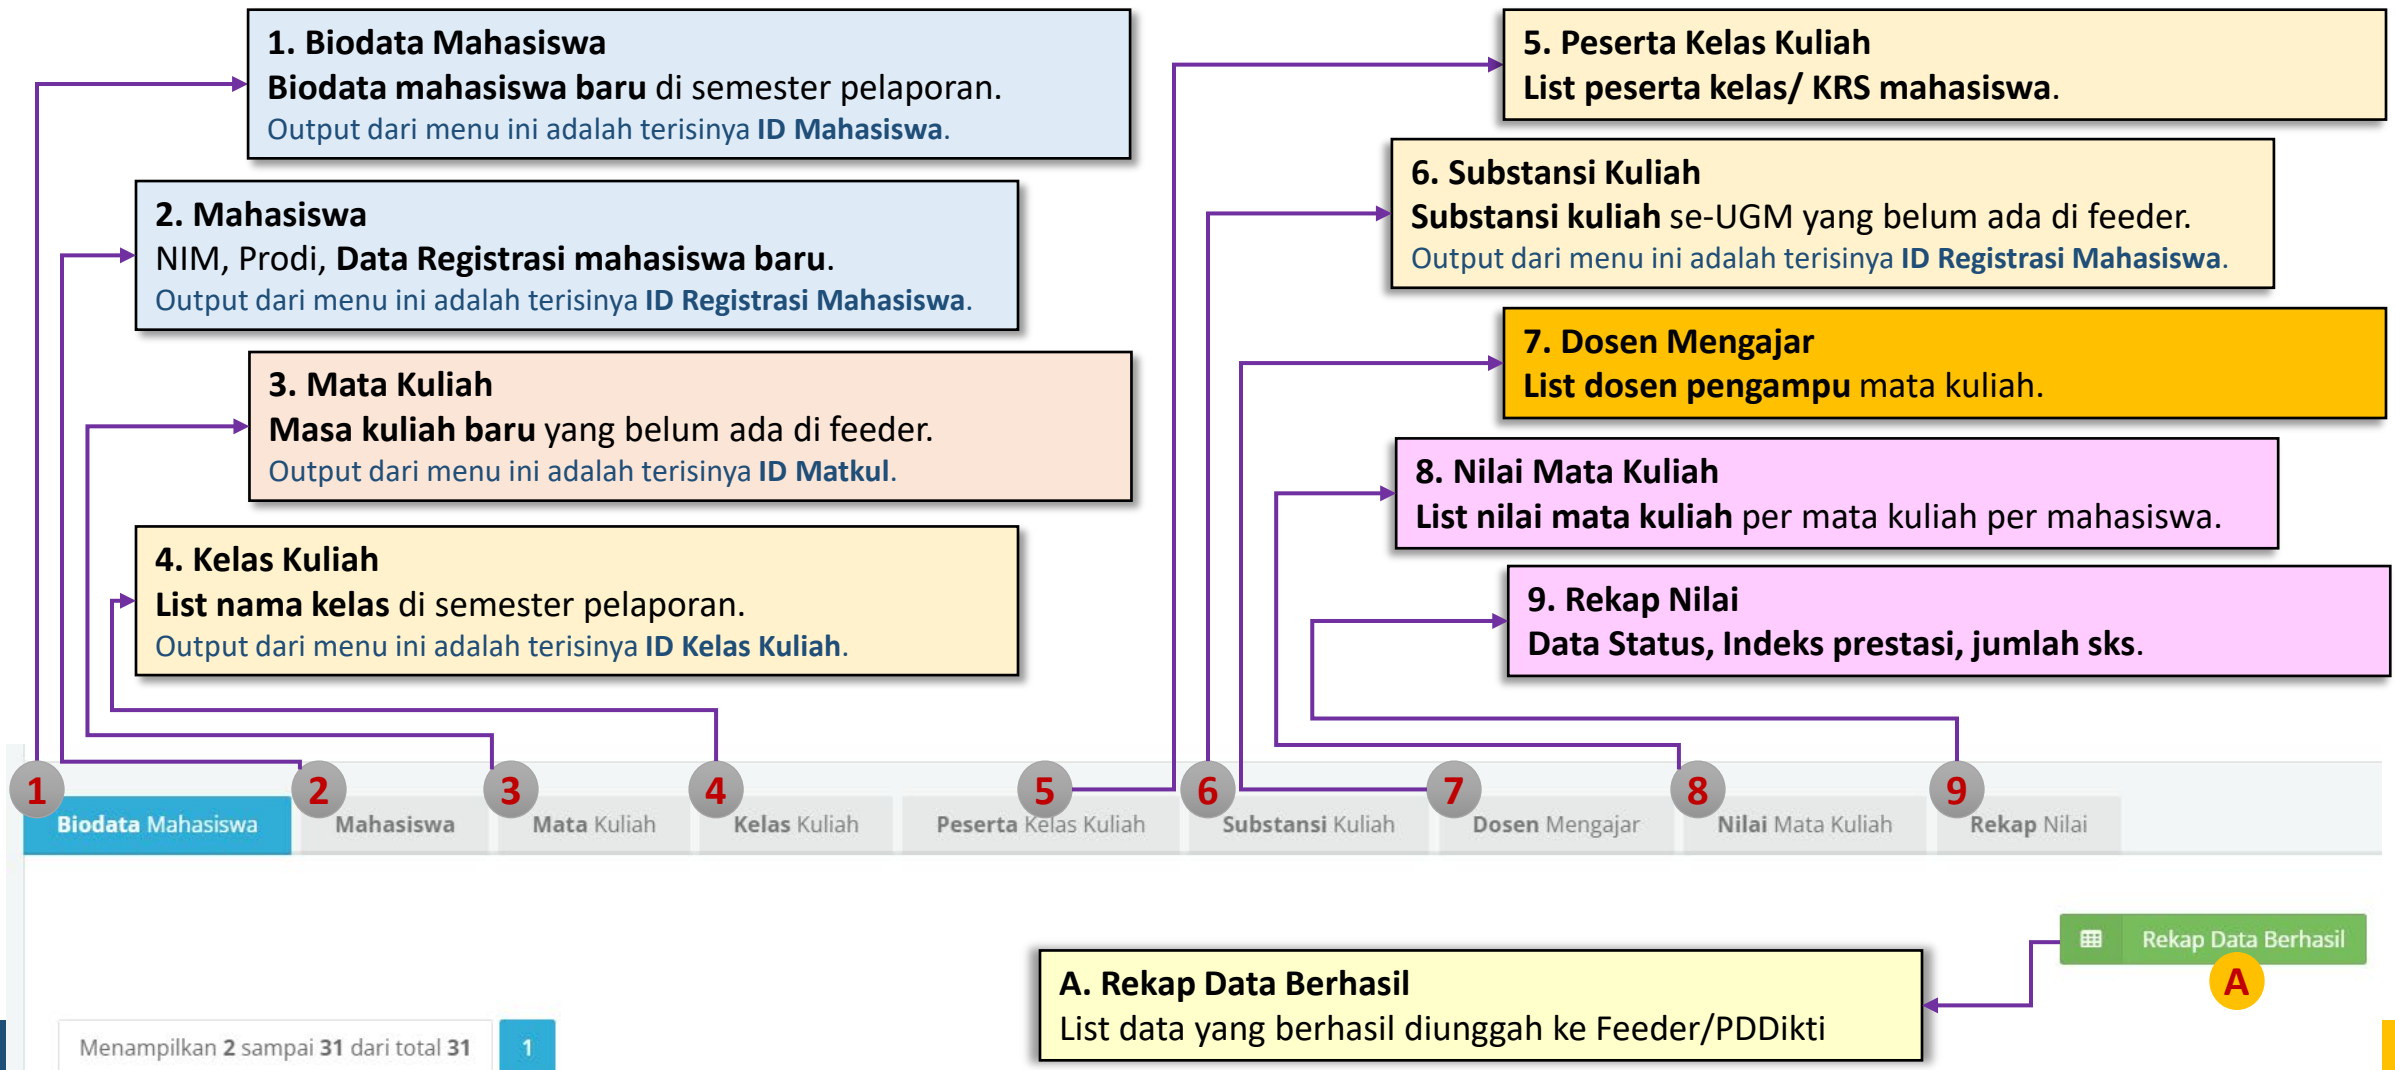 1. Biodata Mahasiswa
Biodata mahasiswa baru di semester pelaporan.
Output dari menu ini adalah terisinya ID Mahasiswa.
2. Mahasiswa
NIM, Prodi, Data Registrasi mahasiswa baru.
Output dari menu ini adalah terisinya ID Registrasi Mahasiswa.
3. Mata Kuliah
Masa kuliah baru yang belum ada di feeder.
Output dari menu ini adalah terisinya ID Matkul.
4. Kelas Kuliah
List nama kelas di semester pelaporan.
Output dari menu ini adalah terisinya ID Kelas Kuliah.
5. Peserta Kelas Kuliah
List peserta kelas/ KRS mahasiswa.
6. Substansi Kuliah
Substansi kuliah se-UGM yang belum ada di feeder.
Output dari menu ini adalah terisinya ID Registrasi Mahasiswa.
7. Dosen Mengajar
List dosen pengampu mata kuliah.
8. Nilai Mata Kuliah
List nilai mata kuliah per mata kuliah per mahasiswa.
9. Rekap Nilai
Data Status, Indeks prestasi, jumlah sks.
1 2 3 4 5 6 7 8 9
Biodata Mahasiswa Mahasiswa Mata Kuliah Kelas Kuliah Peserta Kelas Kuliah Substansi Kuliah Dosen Mengajar Nilai Mata Kuliah Rekap Nilai
Rekap Data Berhasil
A
A. Rekap Data Berhasil
List data yang berhasil diunggah ke Feeder/PDDikti
Menampilkan 2 sampai 31 dari total 31 1